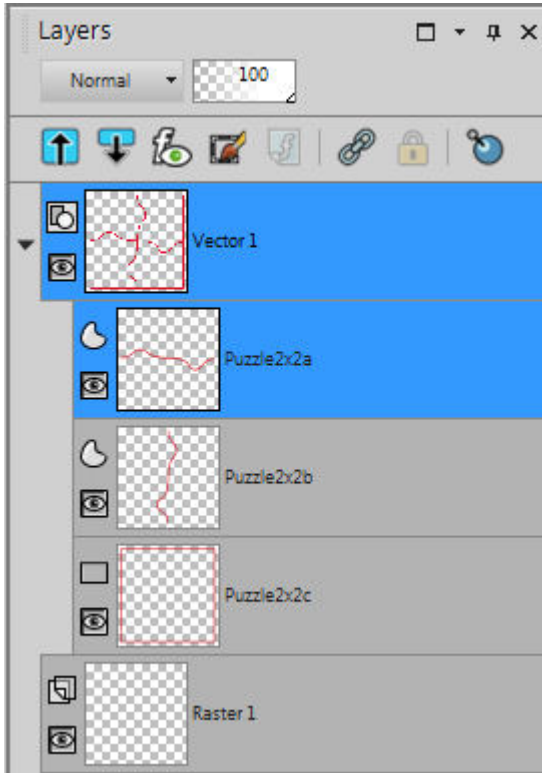 Layers
Normal
100
Vector 1
Puzzle2x2a
Puzzle2x2b
Puzzle2x2c
Raster 1